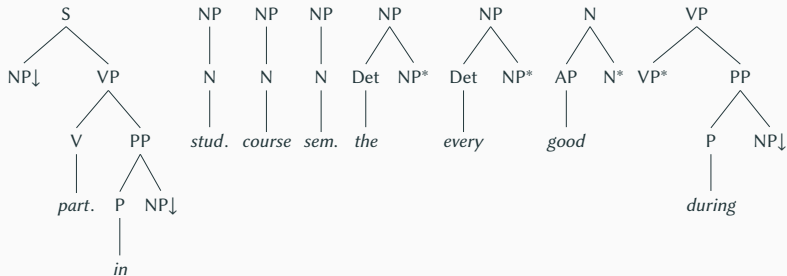 S NP NP NP NP NP N VP
NP↓ VP N N N Det NP* Det NP* AP N* VP* PP
V PP stud. course sem. the every good P NP↓
part. P NP↓ during
in